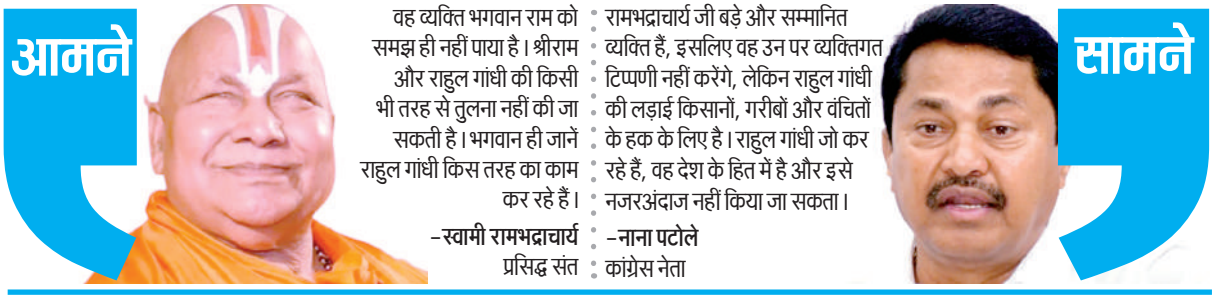 आमने
वह व्यक्ति भगवान राम को
समझ ही नहीं पाया है। श्रीराम
और राहुल गांधी की किसी
भी तरह से तुलना नहीं की जा
सकती है। भगवान ही जानें
राहुल गांधी किस तरह का काम
कर रहे हैं।
–स्वामी रामभद्राचार्य
प्रसिद्ध संत
रामभद्राचार्य जी बड़े और सम्मानित
व्यक्ति हैं, इसलिए वह उन पर व्यक्तिगत
टिप्पणी नहीं करेंगे, लेकिन राहुल गांधी
की लड़ाई किसानों, गरीबों और वंचितों
के हक के लिए है। राहुल गांधी जो कर
रहे हैं, वह देश के हित में है और इसे
नजरअंदाज नहीं किया जा सकता।
–नाना पटोले
कांग्रेस नेता
सामने